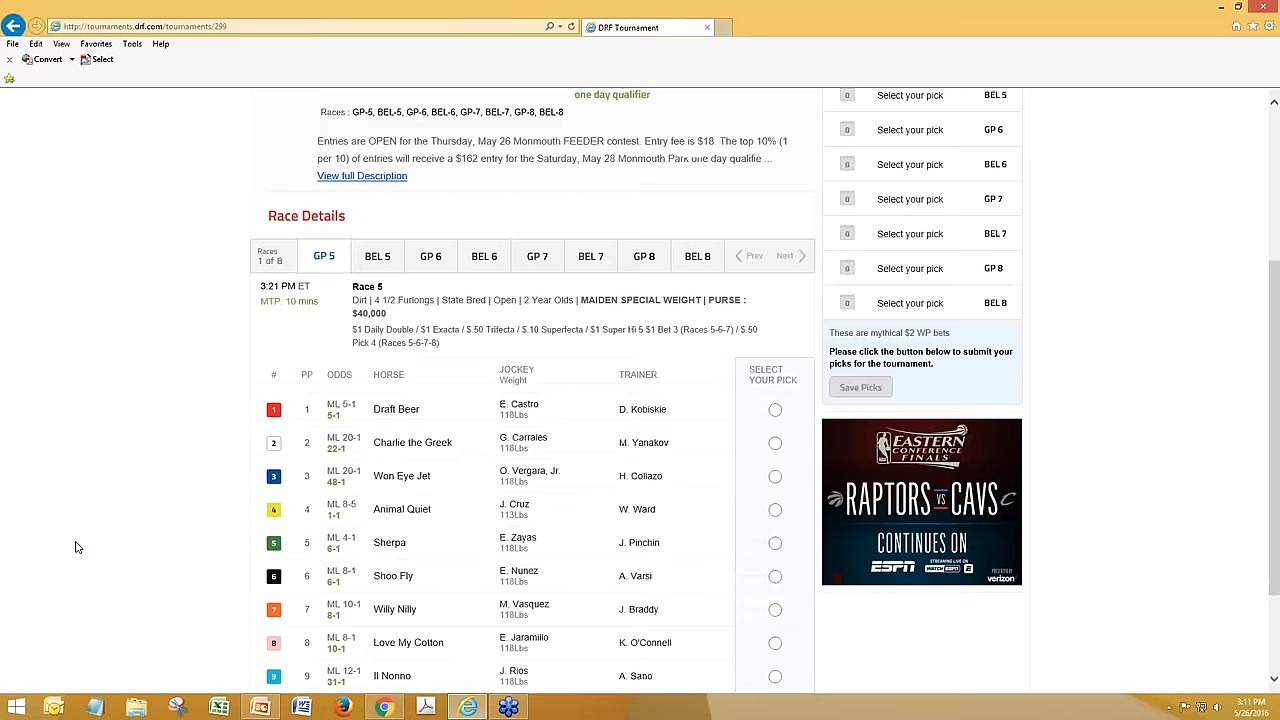 http://tournaments.drf.com/tournaments/299
DRF Tournament
File Edit View Favorites Tools Help
Convert Select
one day qualifier
Races : GP-5, BEL-5, GP-6, BEL-6, GP-7, BEL-7, GP-8, BEL-8
Entries are OPEN for the Thursday, May 26 Monmouth FEEDER contest. Entry fee is $18. The top 10% (1
per 10) of entries will receive a $162 entry for the Saturday, May 28 Monmouth Park one day qualifie ...
View full Description
Race Details
Races
1 of 8
GP 5 BEL 5 GP 6 BEL 6 GP 7 BEL 7 GP 8 BEL 8 Prev Next
3:21 PM ET
MTP: 10 mins
Race 5
Dirt | 4 1/2 Furlongs | State Bred | Open | 2 Year Olds | MAIDEN SPECIAL WEIGHT | PURSE :
$40,000
$1 Daily Double / $1 Exacta / $.50 Trifecta / $.10 Superfecta / $1 Super Hi 5 $1 Bet 3 (Races 5-6-7) / $.50
Pick 4 (Races 5-6-7-8)
# PP ODDS HORSE JOCKEY Weight TRAINER SELECT YOUR PICK
1 1 ML 5-1 Draft Beer E. Castro D. Kobiskie
5-1 118Lbs
2 2 ML 20-1 Charlie the Greek G. Carrales M. Yanakov
22-1 118Lbs
3 3 ML 20-1 Won Eye Jet O. Vergara, Jr. H. Coliazo
48-1 118Lbs
4 4 ML 8-5 Animal Quiet J. Cruz W. Ward
1-1 113Lbs
5 5 ML 4-1 Sherpa E. Zayas J. Pinchin
6-1 118Lbs
6 6 ML 8-1 Shoo Fly E. Nunez A. Varsi
6-1 118Lbs
7 7 ML 10-1 Willy Nilly M. Vasquez J. Braddy
8-1 118Lbs
8 8 ML 8-1 Love My Cotton E. Jaramillo K. O'Connell
10-1 118Lbs
9 9 ML 12-1 Il Nonno J. Rios A. Sano
31-1 118Lbs
0 Select your pick BEL 5
0 Select your pick GP 6
0 Select your pick BEL 6
0 Select your pick GP 7
0 Select your pick BEL 7
0 Select your pick GP 8
0 Select your pick BEL 8
These are mythical $2 WP bets
Please click the button below to submit your
picks for the tournament.
Save Picks
NBA
EASTERN
CONFERENCE
FINALS
RAPTORS VS CAVS
CONTINUES ON
ESPN STREAMING LIVE ON WATCH ESPN
PRESENTED BY
verizon
3:11 PM
5/26/2016